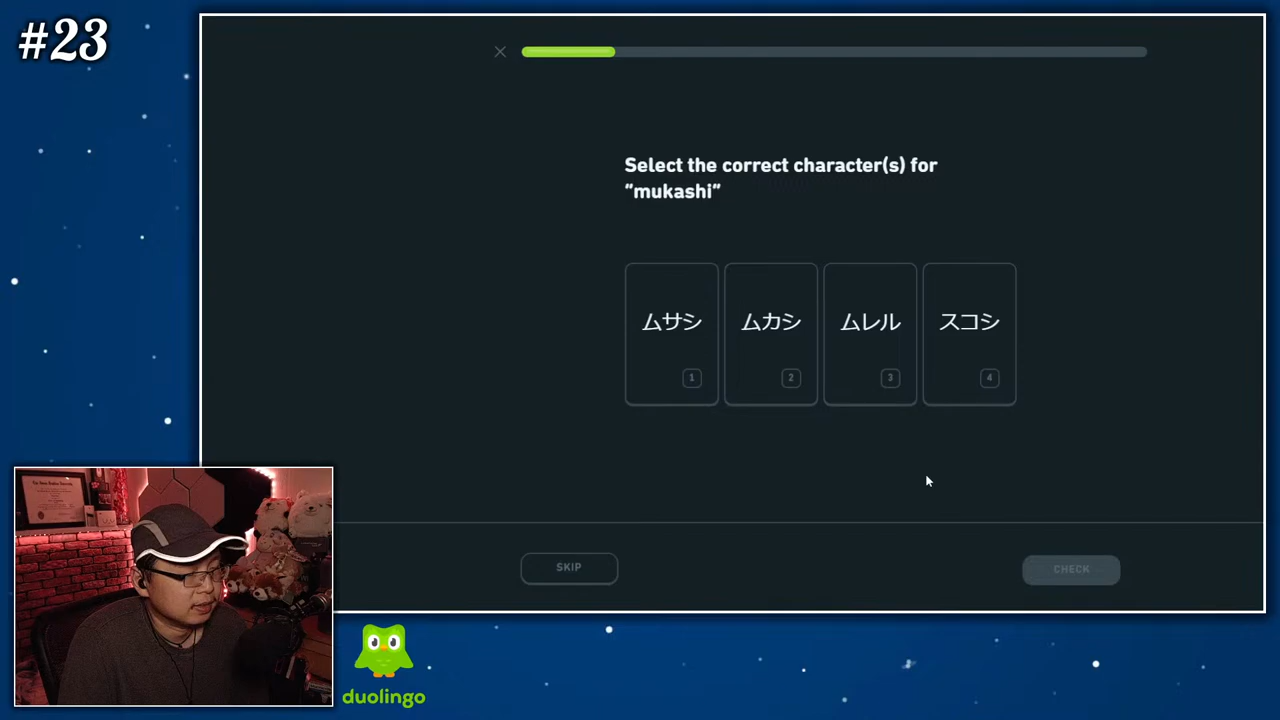 #23
Select the correct character(s) for
“mukashi”
ムサシ
1
ムカシ
2
ムレル
3
スコシ
4
SKIP
CHECK
duolingo